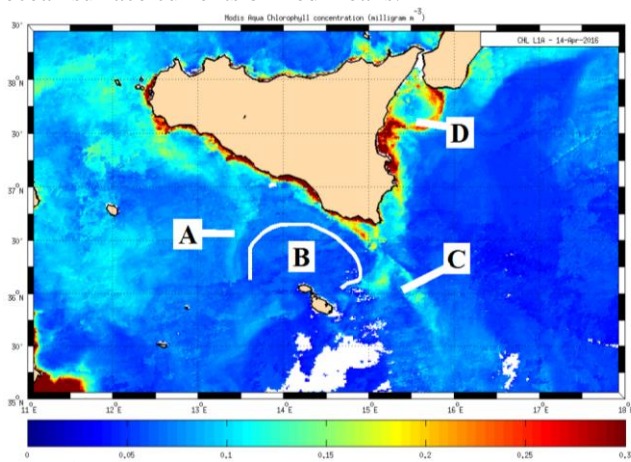 Modis Aqua Chlorophyll concentration (milligram m⁻³)
CHL L1A - 14-Apr-2016
30'
38°N
30'
37°N
30'
36°N
30'
35°N
A
B
C
D
11 E
12 E
13 E
14 E
15 E
16 E
17 E
0
0.05
0.1
0.15
0.2
0.25
0.3